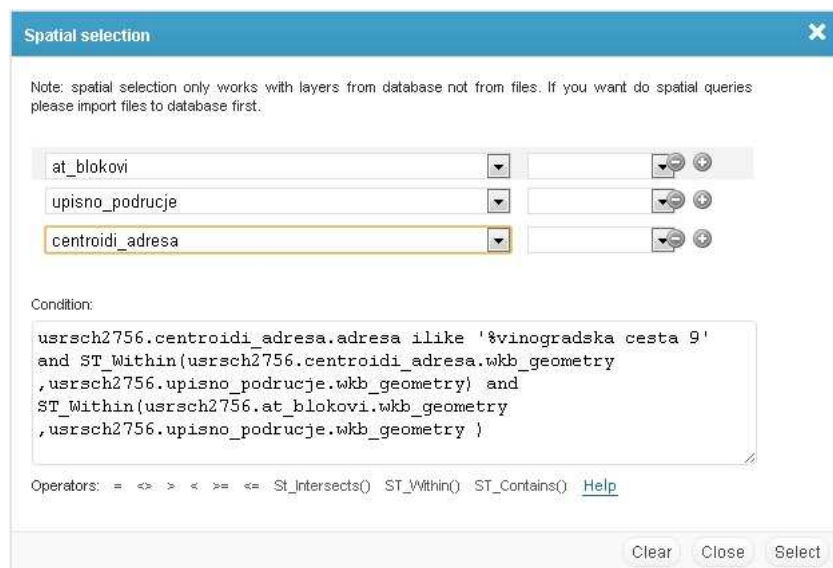 Spatial selection
Note: spatial selection only works with layers from database not from files. If you want do spatial queries
please import files to database first.
at_blokovi
upisno_podrucje
centroidi_adresa
Condition:
usrsch2756.centroidi_adresa.adresa ilike '%vinogradska cesta 9'
and ST_Within(usrsch2756.centroidi_adresa.wkb_geometry
,usrsch2756.upisno_podrucje.wkb_geometry) and
ST_Within(usrsch2756.at_blokovi.wkb_geometry
,usrsch2756.upisno_podrucje.wkb_geometry )
Operators: = <> > < >= <= St_Intersects() ST_Within() ST_Contains() Help
Clear Close Select